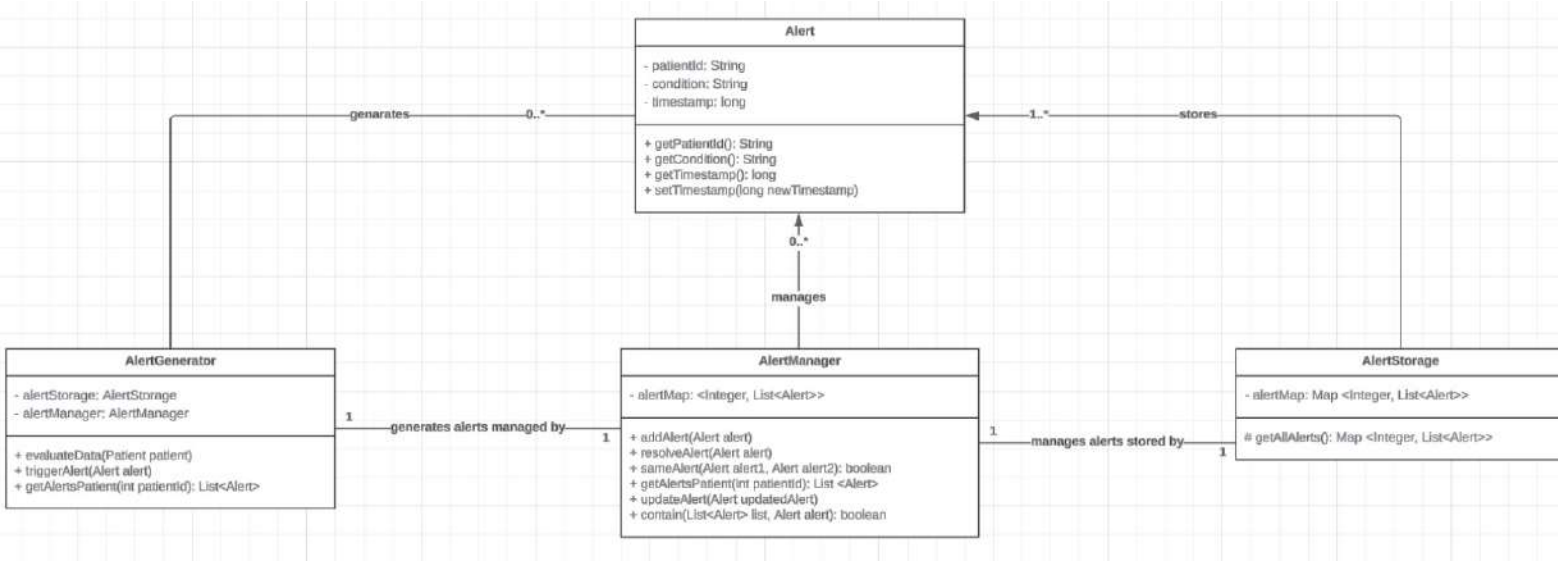 Alert
- patientId: String
- condition: String
- timestamp: long
+ getPatientId(): String
+ getCondition(): String
+ getTimestamp(): long
+ setTimestamp(long newTimestamp)
genarates
0..*
1..*
stores
0..*
manages
AlertGenerator
- alertStorage: AlertStorage
- alertManager: AlertManager
+ evaluateData(Patient patient)
+ triggerAlert(Alert alert)
+ getAlertsPatient(int patientId): List<Alert>
1
generates alerts managed by
1
AlertManager
- alertMap: <Integer, List<Alert>>
+ addAlert(Alert alert)
+ resolveAlert(Alert alert)
+ sameAlert(Alert alert1, Alert alert2): boolean
+ getAlertsPatient(int patientId): List <Alert>
+ updateAlert(Alert updatedAlert)
+ contain(List<Alert> list, Alert alert): boolean
1
manages alerts stored by
1
AlertStorage
- alertMap: Map <Integer, List<Alert>>
# getAllAlerts(): Map <Integer, List<Alert>>